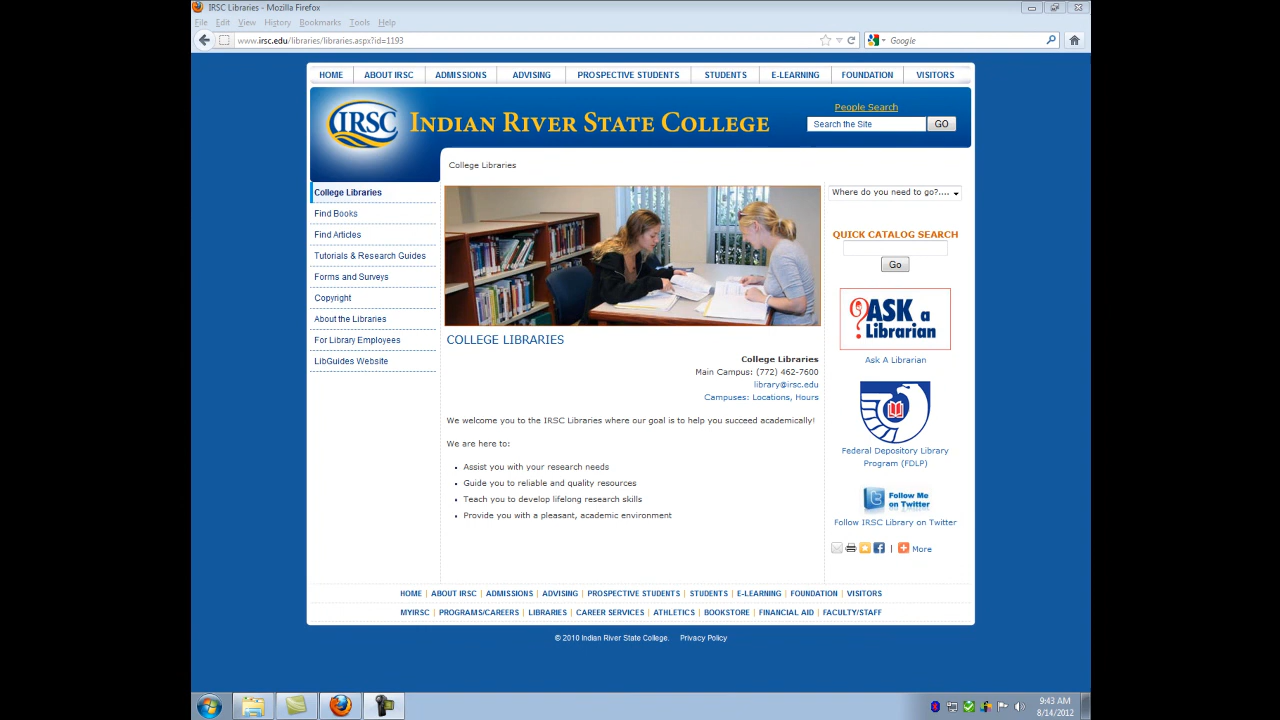 IRSC Libraries - Mozilla Firefox
File Edit View History Bookmarks Tools Help
www.irsc.edu/libraries/libraries.aspx?id=1193
Google
HOME ABOUT IRSC ADMISSIONS ADVISING PROSPECTIVE STUDENTS STUDENTS E-LEARNING FOUNDATION VISITORS
IRSC INDIAN RIVER STATE COLLEGE
People Search
Search the Site GO
College Libraries
College Libraries
Find Books
Find Articles
Tutorials & Research Guides
Forms and Surveys
Copyright
About the Libraries
For Library Employees
LibGuides Website
COLLEGE LIBRARIES
College Libraries
Main Campus: (772) 462-7600
library@irsc.edu
Campuses: Locations, Hours
We welcome you to the IRSC Libraries where our goal is to help you succeed academically!
We are here to:
• Assist you with your research needs
• Guide you to reliable and quality resources
• Teach you to develop lifelong research skills
• Provide you with a pleasant, academic environment
Where do you need to go?....
QUICK CATALOG SEARCH
Go
ASK a
Librarian
Ask A Librarian
Federal Depository Library
Program (FDLP)
Follow Me
on Twitter
Follow IRSC Library on Twitter
| More
HOME | ABOUT IRSC | ADMISSIONS | ADVISING | PROSPECTIVE STUDENTS | STUDENTS | E-LEARNING | FOUNDATION | VISITORS
MYIRSC | PROGRAMS/CAREERS | LIBRARIES | CAREER SERVICES | ATHLETICS | BOOKSTORE | FINANCIAL AID | FACULTY/STAFF
© 2010 Indian River State College. Privacy Policy
9:43 AM
8/14/2012